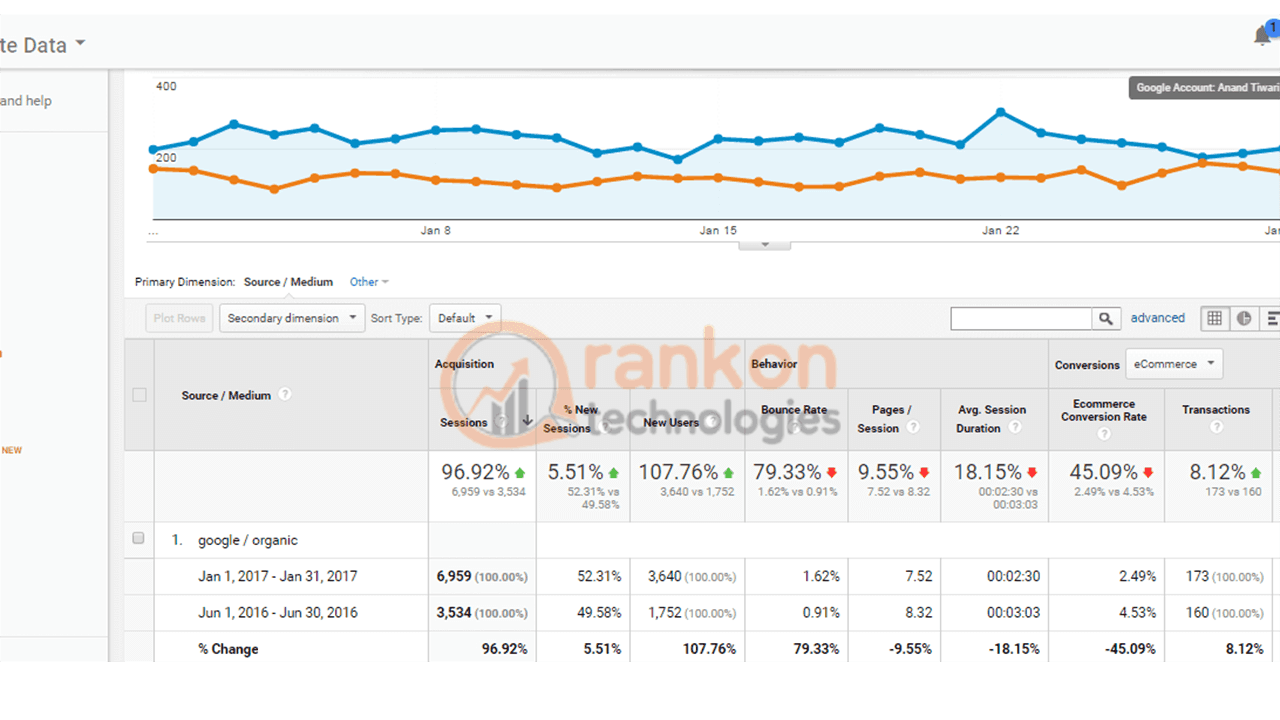 te Data
1
and help
Google Account: Anand Tiwari
400
200
...
Jan 8
Jan 15
Jan 22
Jan
Primary Dimension: Source / Medium Other
Plot Rows Secondary dimension Sort Type: Default advanced
rankon
technologies
Acquisition Behavior Conversions eCommerce
Source / Medium ?
Sessions ? % New Sessions ? New Users ? Bounce Rate ? Pages / Session ? Avg. Session Duration ? Ecommerce Conversion Rate ? Transactions ?
NEW
96.92% 5.51% 107.76% 79.33% 9.55% 18.15% 45.09% 8.12%
6,959 vs 3,534 52.31% vs 49.58% 3,640 vs 1,752 1.62% vs 0.91% 7.52 vs 8.32 00:02:30 vs 00:03:03 2.49% vs 4.53% 173 vs 160
1. google / organic
Jan 1, 2017 - Jan 31, 2017 6,959 (100.00%) 52.31% 3,640 (100.00%) 1.62% 7.52 00:02:30 2.49% 173 (100.00%)
Jun 1, 2016 - Jun 30, 2016 3,534 (100.00%) 49.58% 1,752 (100.00%) 0.91% 8.32 00:03:03 4.53% 160 (100.00%)
% Change 96.92% 5.51% 107.76% 79.33% -9.55% -18.15% -45.09% 8.12%